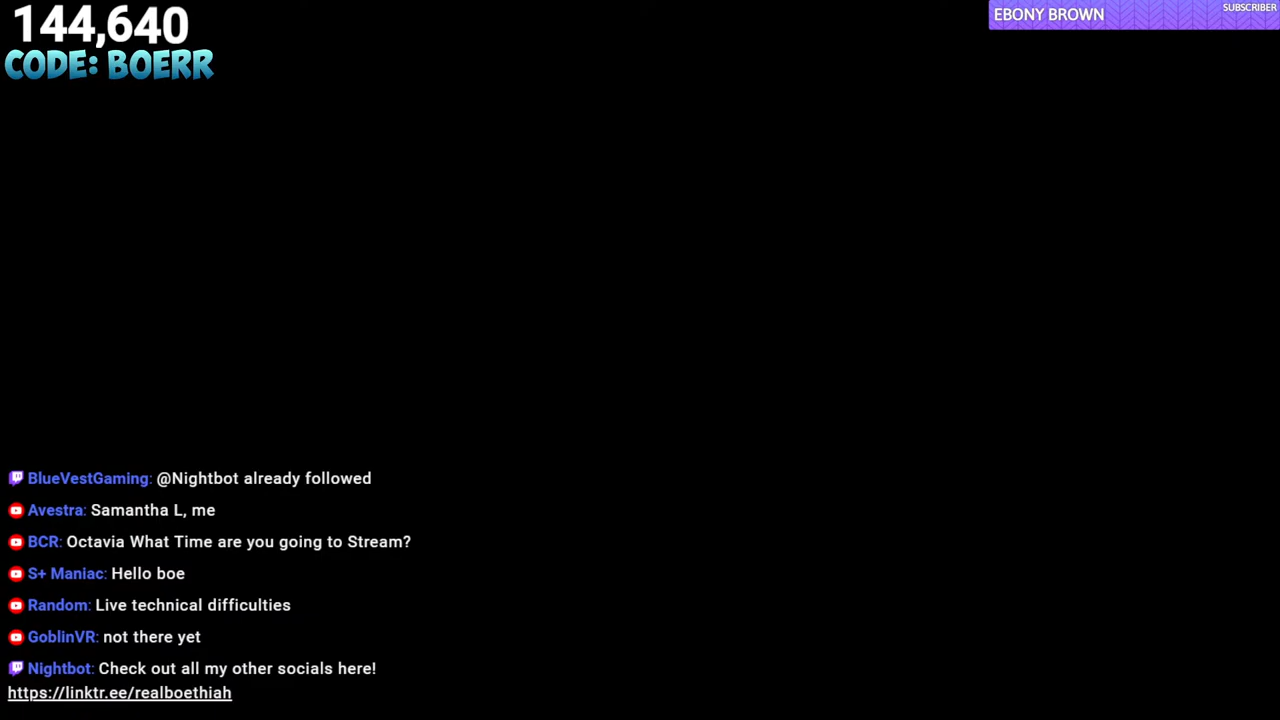 144,640
CODE: BOERR
EBONY BROWN
SUBSCRIBER
BlueVestGaming: @Nightbot already followed
Avestra: Samantha L, me
BCR: Octavia What Time are you going to Stream?
S+ Maniac: Hello boe
Random: Live technical difficulties
GoblinVR: not there yet
Nightbot: Check out all my other socials here!
https://linktr.ee/realboethiah